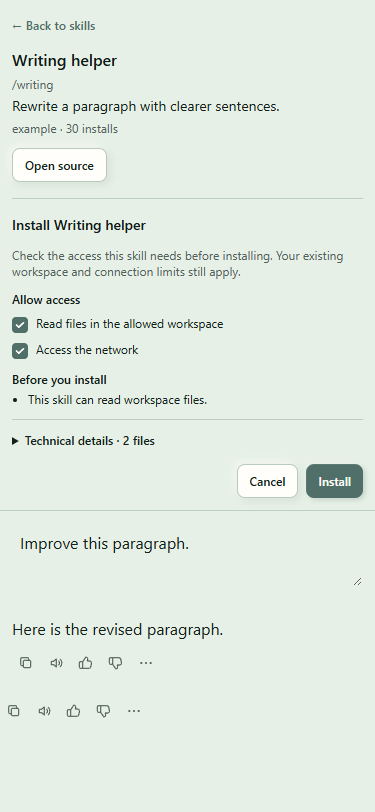 ← Back to skills
Writing helper
/writing
Rewrite a paragraph with clearer sentences.
example · 30 installs
Open source
Install Writing helper
Check the access this skill needs before installing. Your existing
workspace and connection limits still apply.
Allow access
Read files in the allowed workspace
Access the network
Before you install
• This skill can read workspace files.
▶ Technical details · 2 files
Cancel Install
Improve this paragraph.
Here is the revised paragraph.